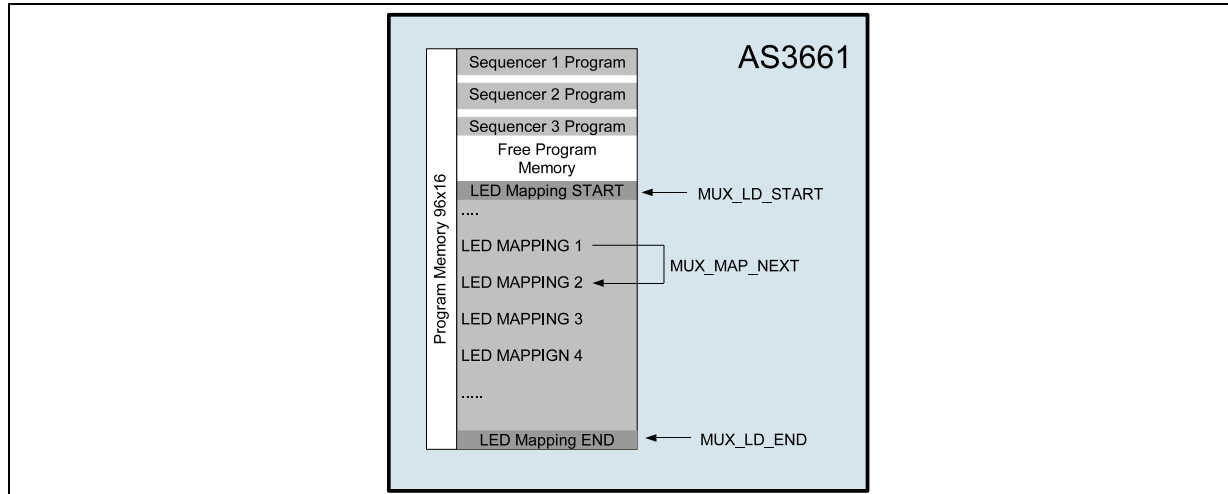 AS3661
Program Memory 96x16
Sequencer 1 Program
Sequencer 2 Program
Sequencer 3 Program
Free Program
Memory
LED Mapping START
MUX_LD_START
....
LED MAPPING 1
MUX_MAP_NEXT
LED MAPPING 2
LED MAPPING 3
LED MAPPIGN 4
.....
LED Mapping END
MUX_LD_END